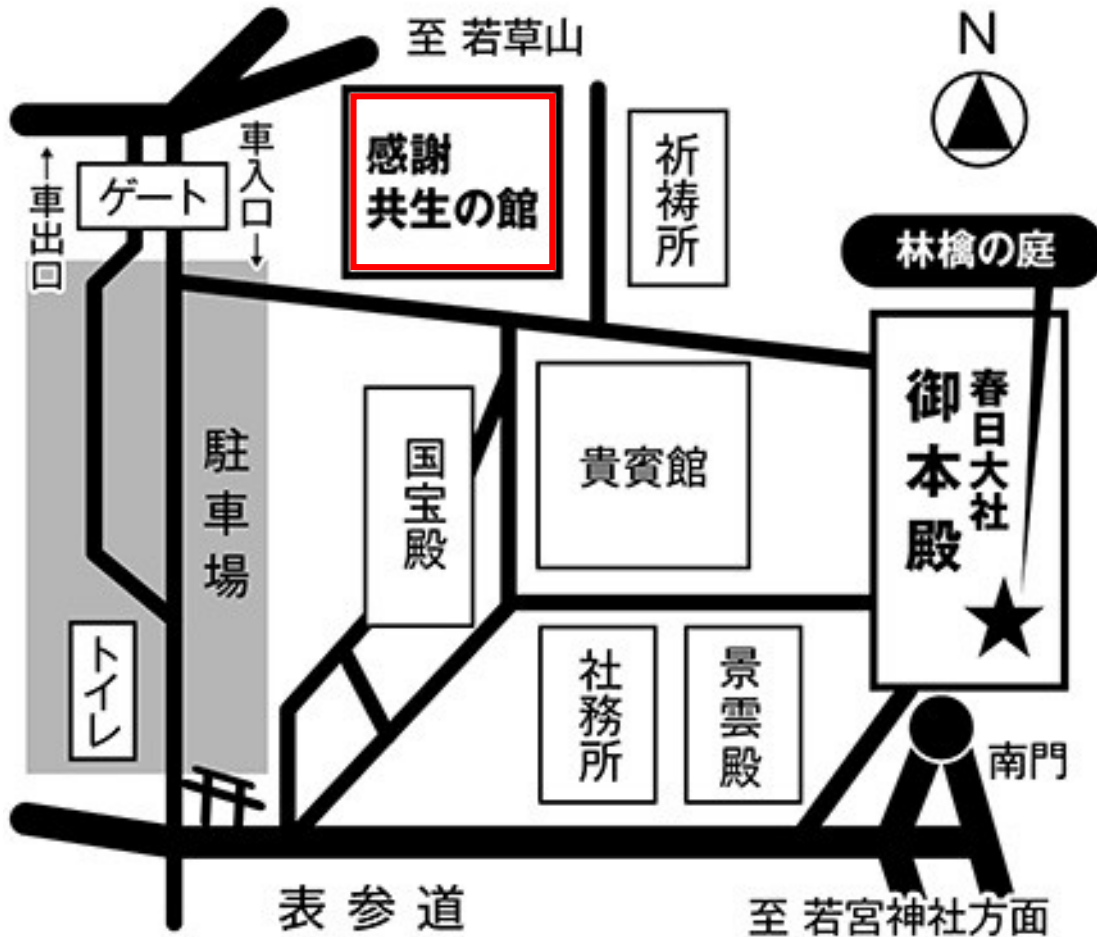 至 若草山
N
感謝
共生の館
祈祷所
車入口↓
ゲート
↑車出口
林檎の庭
春日大社
御本殿
駐車場
国宝殿
貴賓館
トイレ
社務所
景雲殿
南門
表参道
至 若宮神社方面